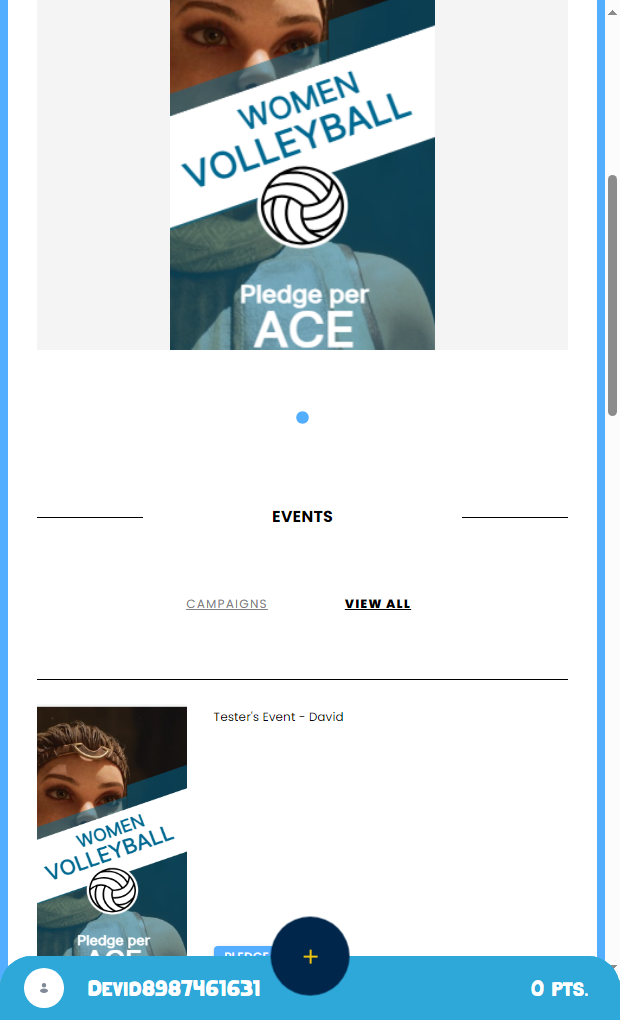 WOMEN
VOLLEYBALL
Pledge per
ACE
EVENTS
CAMPAIGNS
VIEW ALL
Tester's Event - David
WOMEN
VOLLEYBALL
Pledge per
ACE
PLEDGE
+
DEVID8987461631
0 PTS.